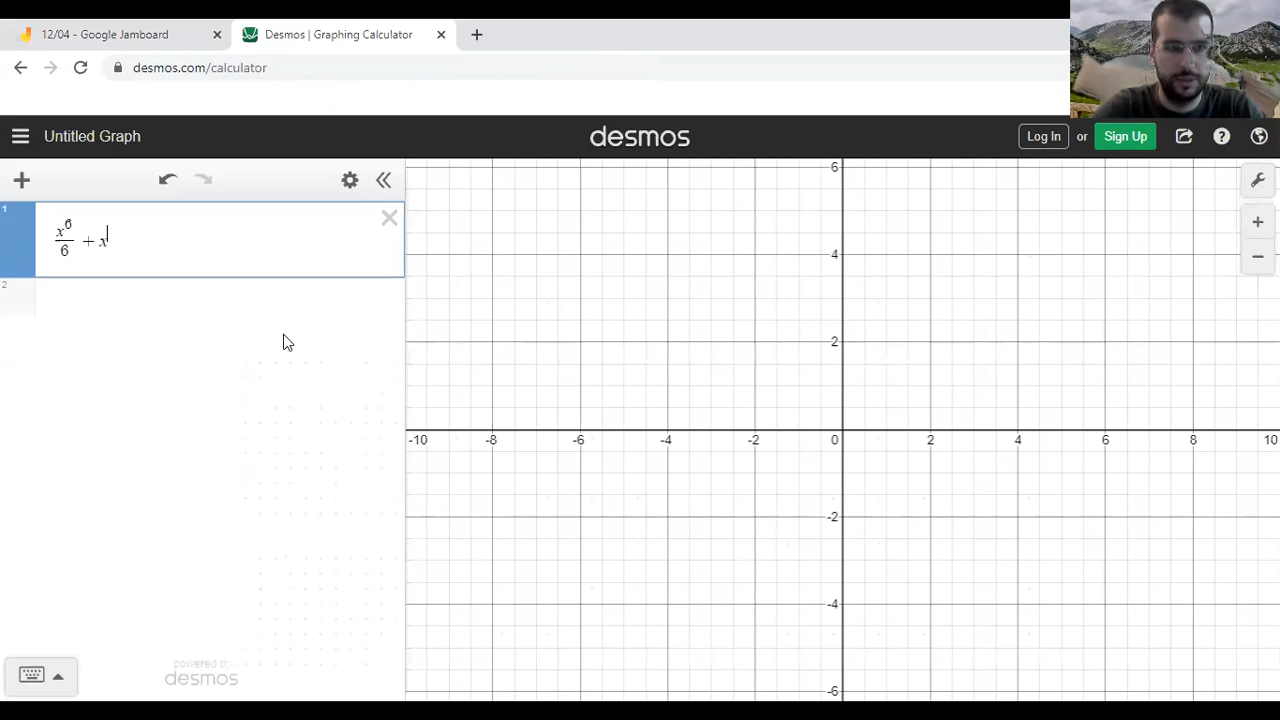 12/04 - Google Jamboard
Desmos | Graphing Calculator
desmos.com/calculator
Untitled Graph
desmos
Log In or Sign Up
1
x^6/6 + x
2
6
4
2
-10 -8 -6 -4 -2 0 2 4 6 8 10
-2
-4
-6
powered by
desmos